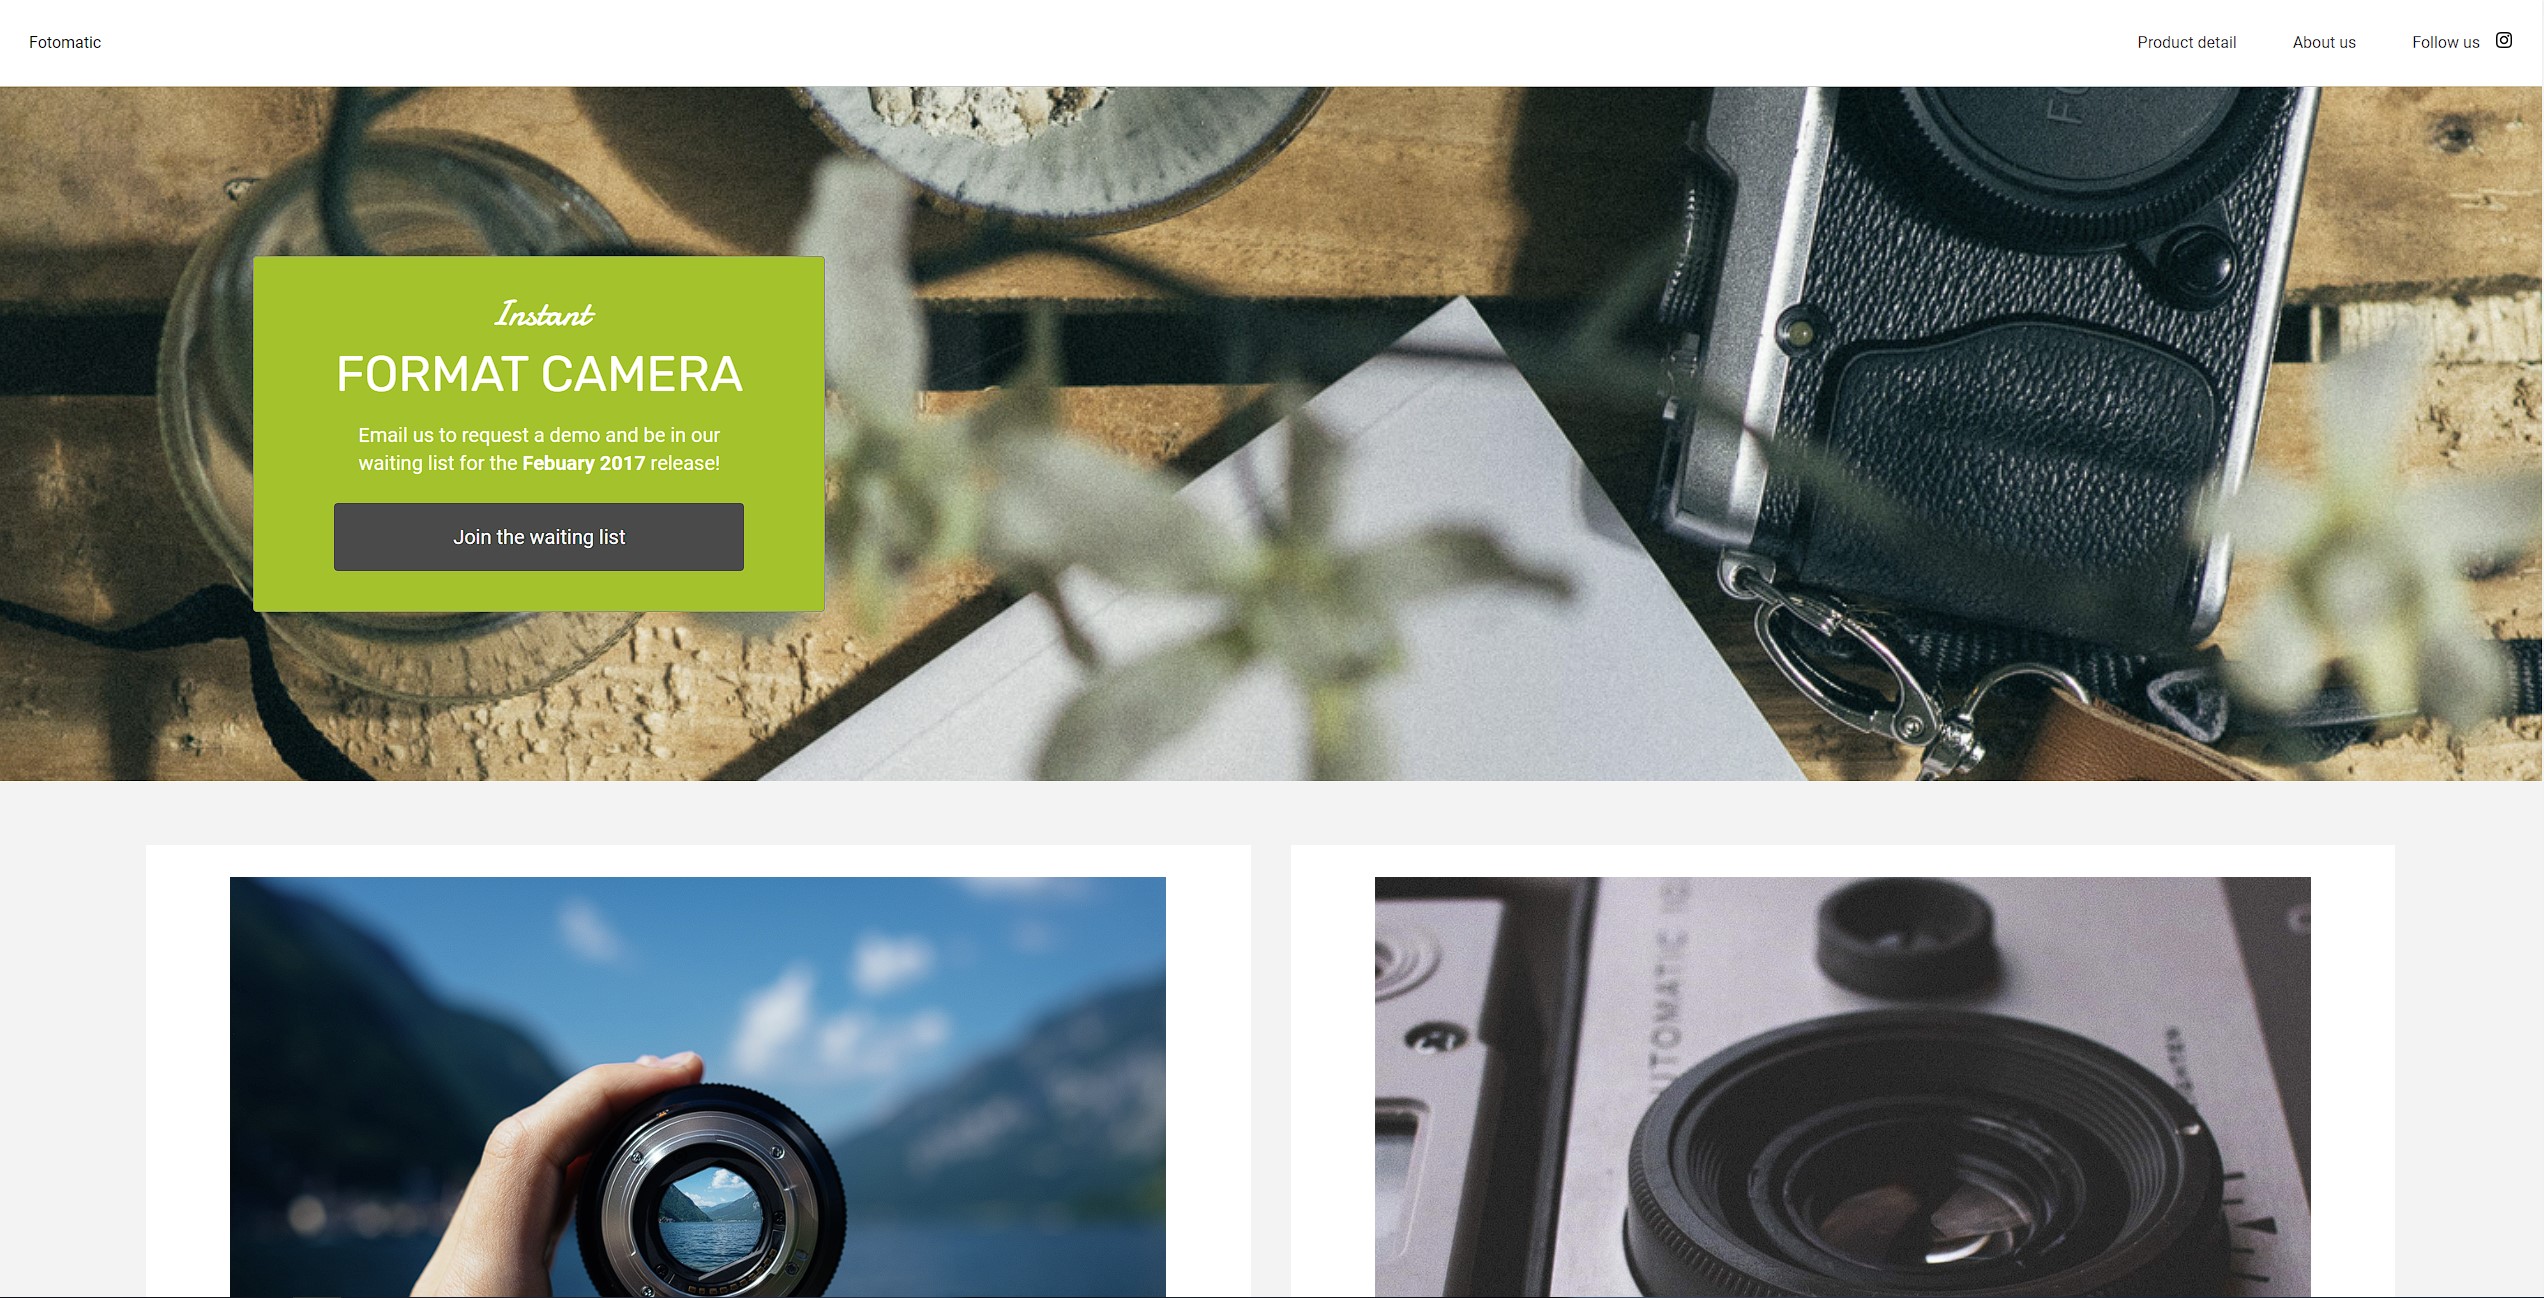 Fotomatic
Product detail
About us
Follow us
Instant
FORMAT CAMERA
Email us to request a demo and be in our
waiting list for the Febuary 2017 release!
Join the waiting list